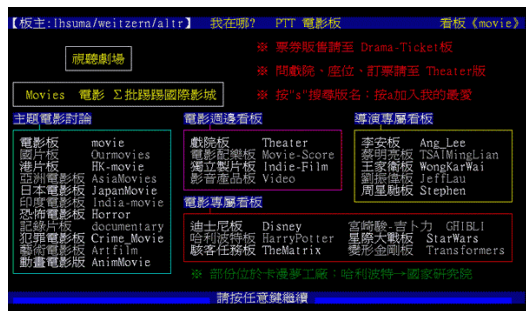 【板主:lhsuma/weitzern/altr】 我在哪? PTT 電影板 看板《movie》
※ 票券販售請至 Drama-Ticket板
視聽劇場
※ 問戲院、座位、訂票請至 Theater版
Movies 電影 Σ批踢踢國際影城
※ 按"s"搜尋版名：按a加入我的最愛
主題電影討論 電影週邊看板 導演專屬看板
電影板 movie 戲院板 Theater 李安板 Ang_Lee
國片板 Ourmovies 電影配樂板 Movie-Score 蔡明亮板 TSAIMingLian
港片板 HK-movie 獨立製片板 Indie-Film 王家衛板 WongKarWai
亞洲電影板 AsiaMovies 影音產品板 Video 劉振偉板 JeffLau
日本電影板 JapanMovie 周星馳板 Stephen
印度電影板 India-movie 電影專屬看板
恐怖電影板 Horror
記錄片板 documentary 迪士尼板 Disney 宮崎駿-吉卜力 GHIBLI
犯罪電影板 Crime_Movie 哈利波特板 HarryPotter 星際大戰板 StarWars
藝術電影板 Artfilm 駭客任務板 TheMatrix 變形金剛板 Transformers
動畫電影版 AnimMovie
※ 部份位於卡漫夢工廠：哈利波特→國家研究院
請按任意鍵繼續